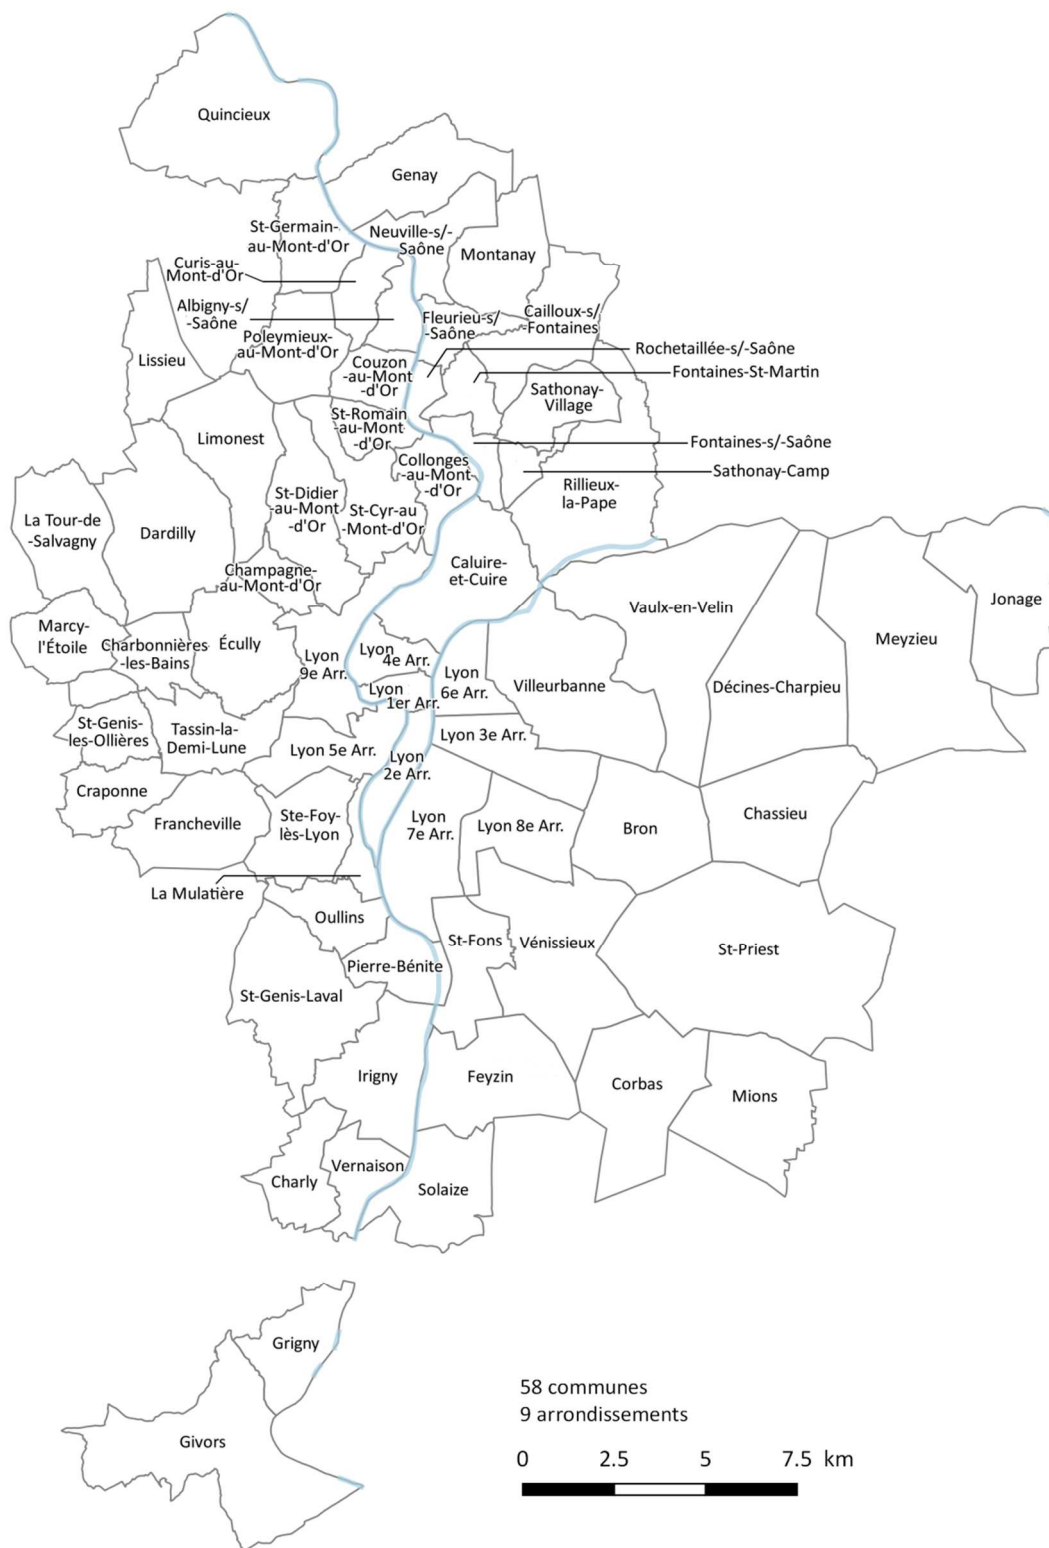 Quincieux
Genay
St-Germain-
au-Mont-d'Or
Neuville-s/-
Saône
Montanay
Curis-au-
Mont-d'Or
Albigny-s/
-Saône
Fleurieu-s/
-Saône
Cailloux-s/
-Fontaines
Poleymieux-
au-Mont-d'Or
Lissieu
Couzon
-au-Mont
-d'Or
Rochetaillée-s/-Saône
Fontaines-St-Martin
Sathonay-
Village
St-Romain
-au-Mont
-d'Or
Limonest
Fontaines-s/-Saône
Collonges
-au-Mont
-d'Or
Sathonay-Camp
Rillieux-
la-Pape
La Tour-de
-Salvagny
Dardilly
St-Didier
-au-Mont
-d'Or
St-Cyr-au
-Mont-d'Or
Champagne-
au-Mont-d'Or
Caluire-
et-Cuire
Vaulx-en-Velin
Jonage
Meyzieu
Marcy-
l'Étoile
Charbonnières
-les-Bains
Écully
Lyon
9e Arr.
Lyon
4e Arr.
Lyon
6e Arr.
Villeurbanne
Décines-Charpieu
Lyon
1er Arr.
St-Genis-
les-Ollières
Tassin-la-
Demi-Lune
Lyon 5e Arr.
Lyon
2e Arr.
Lyon 3e Arr.
Craponne
Francheville
Ste-Foy-
lès-Lyon
Lyon
7e Arr.
Lyon 8e Arr.
Bron
Chassieu
La Mulatière
Oullins
St-Fons
Vénissieux
St-Priest
Pierre-Bénite
St-Genis-Laval
Irigny
Feyzin
Corbas
Mions
Charly
Vernaison
Solaize
Grigny
Givors
58 communes
9 arrondissements
0 2.5 5 7.5 km